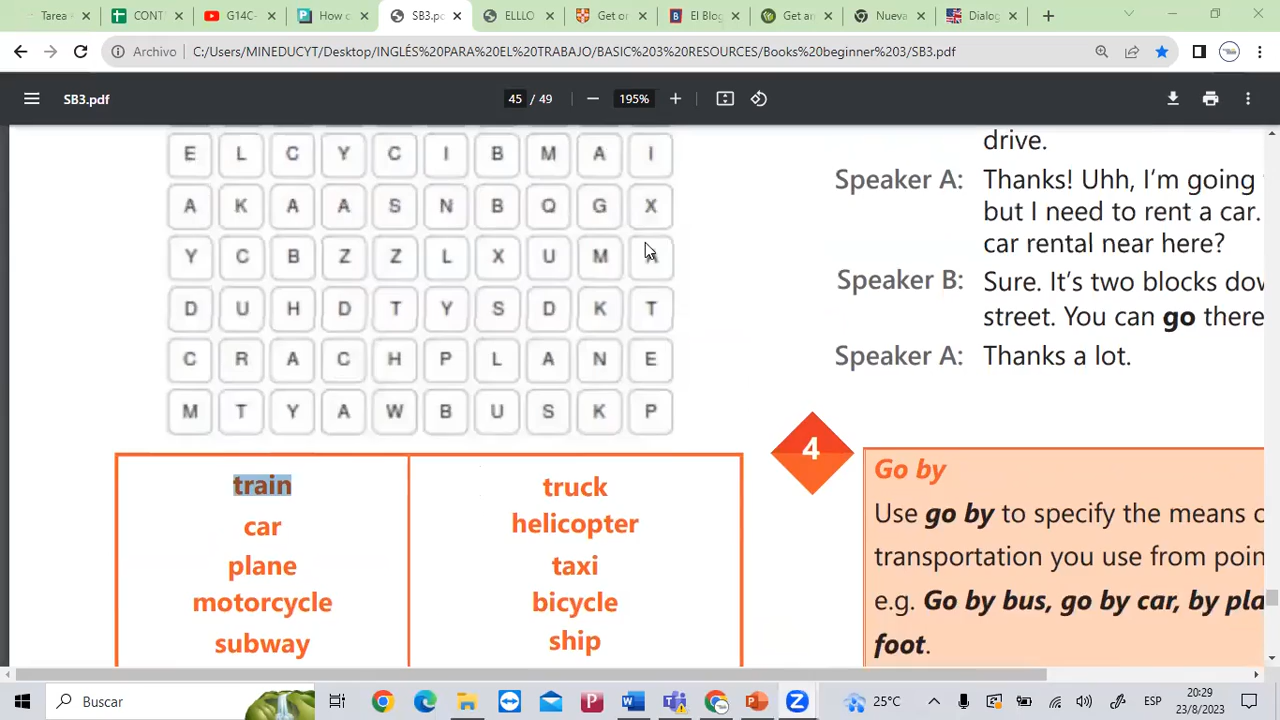 Tarea
CONT
G14C-
How c
SB3.pc
ELLLO
Get or
El Blog
Get ar
Nueva
Dialog
Archivo
C:/Users/MINEDUCYT/Desktop/INGLÉS%20PARA%20EL%20TRABAJO/BASIC%203%20RESOURCES/Books%20beginner%203/SB3.pdf
SB3.pdf
45 / 49
195%
E L C Y C I B M A I
A K A A S N B Q G X
Y C B Z Z L X U M A
D U H D T Y S D K T
C R A C H P L A N E
M T Y A W B U S K P
train
car
plane
motorcycle
subway
truck
helicopter
taxi
bicycle
ship
drive.
Speaker A: Thanks! Uhh, I'm going
but I need to rent a car.
car rental near here?
Speaker B: Sure. It's two blocks dov
street. You can go there
Speaker A: Thanks a lot.
4
Go by
Use go by to specify the means
transportation you use from poin
e.g. Go by bus, go by car, by pla
foot.
Buscar
25°C
ESP
20:29
23/8/2023